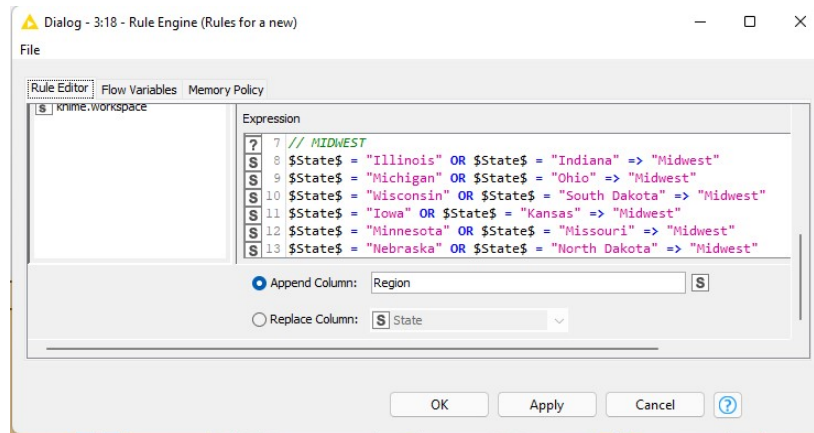 Dialog - 3:18 - Rule Engine (Rules for a new)
File
Rule Editor Flow Variables Memory Policy
s knime.workspace
Expression
? 7 // MIDWEST
S 8 $State$ = "Illinois" OR $State$ = "Indiana" => "Midwest"
S 9 $State$ = "Michigan" OR $State$ = "Ohio" => "Midwest"
S 10 $State$ = "Wisconsin" OR $State$ = "South Dakota" => "Midwest"
S 11 $State$ = "Iowa" OR $State$ = "Kansas" => "Midwest"
S 12 $State$ = "Minnesota" OR $State$ = "Missouri" => "Midwest"
S 13 $State$ = "Nebraska" OR $State$ = "North Dakota" => "Midwest"
Append Column: Region S
Replace Column: S State
OK Apply Cancel ?